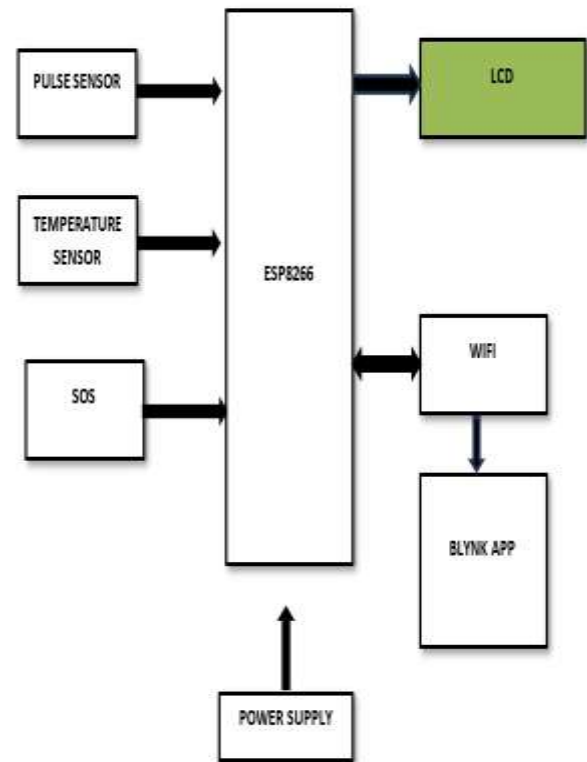 PULSE SENSOR
LCD
TEMPERATURE
SENSOR
ESP8266
WIFI
SOS
BLYNK APP
POWER SUPPLY